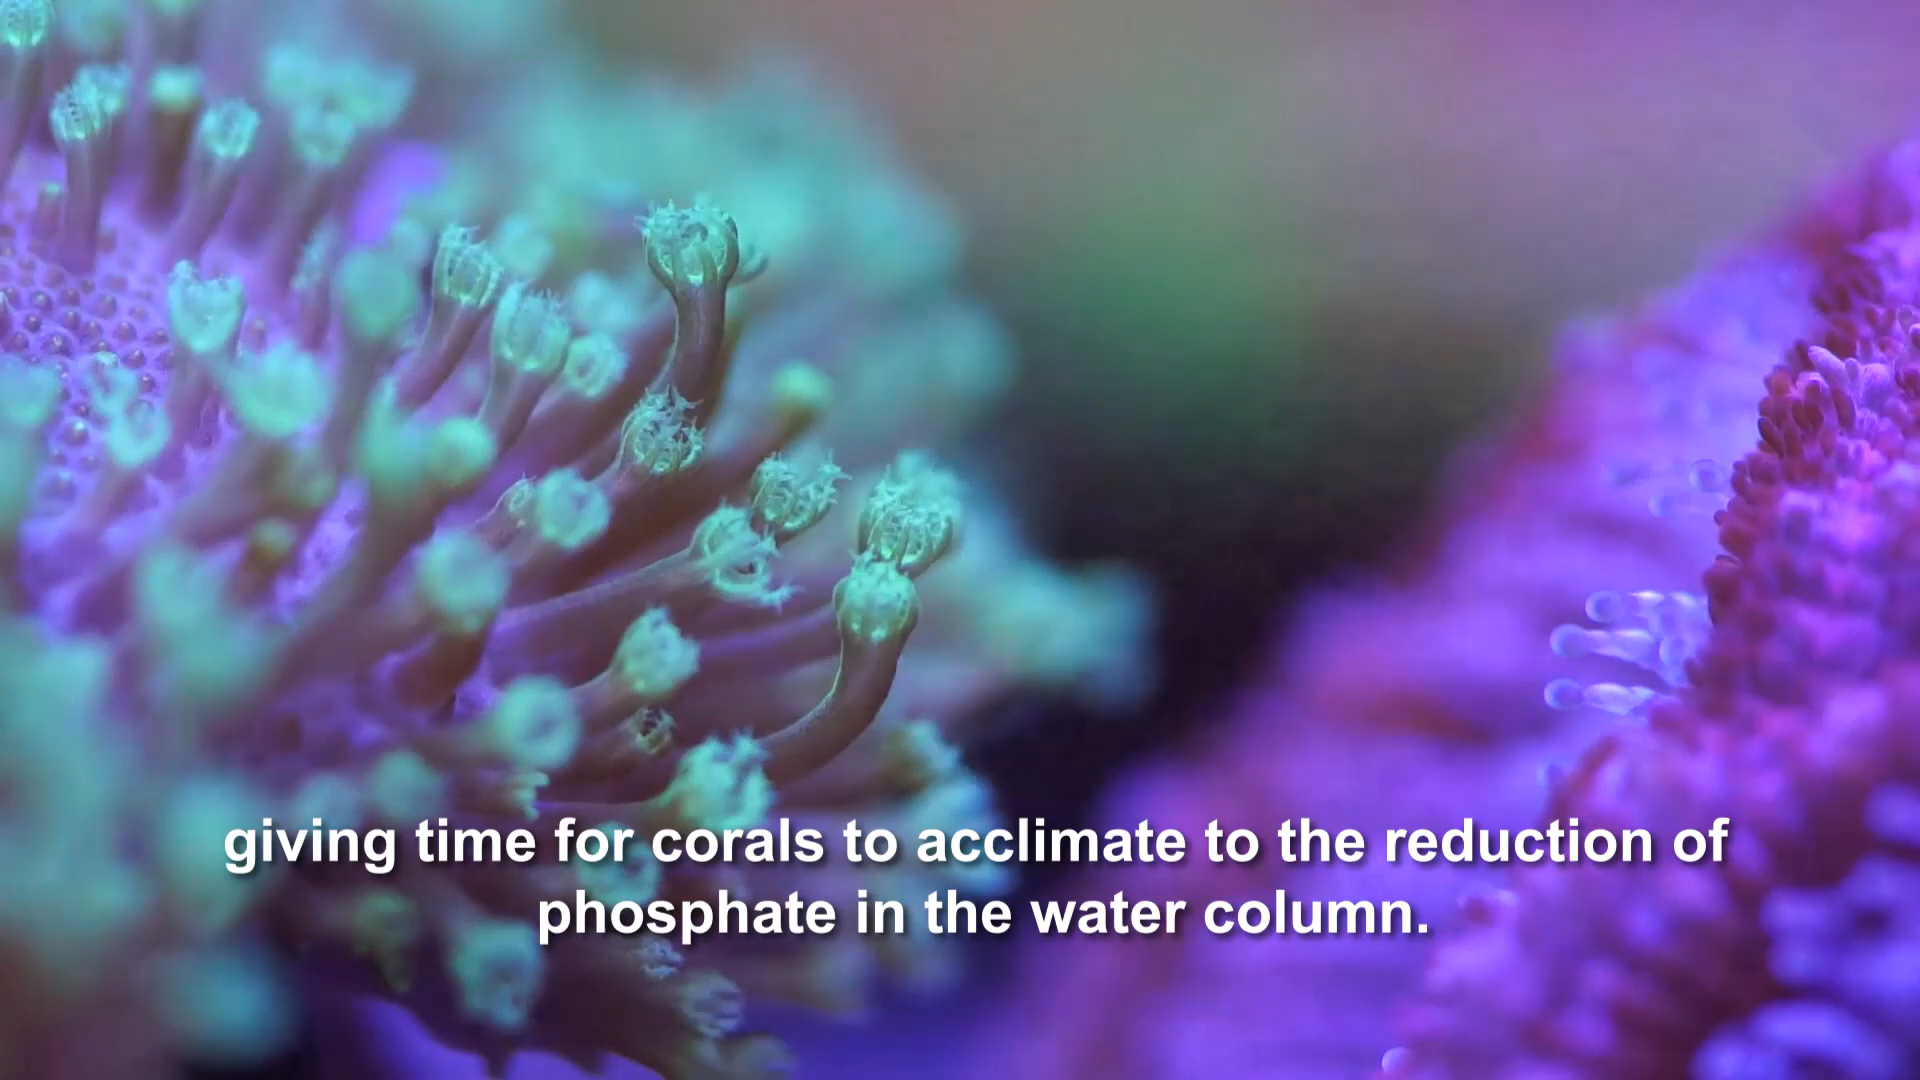 giving time for corals to acclimate to the reduction of
phosphate in the water column.